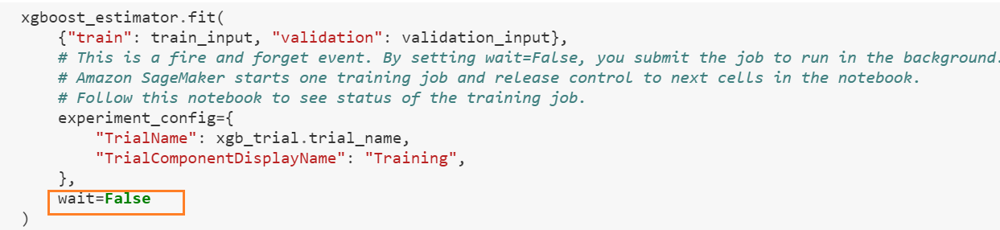 xgboost_estimator.fit(
{"train": train_input, "validation": validation_input},
# This is a fire and forget event. By setting wait=False, you submit the job to run in the background.
# Amazon SageMaker starts one training job and release control to next cells in the notebook.
# Follow this notebook to see status of the training job.
experiment_config={
"TrialName": xgb_trial.trial_name,
"TrialComponentDisplayName": "Training",
},
wait=False
)